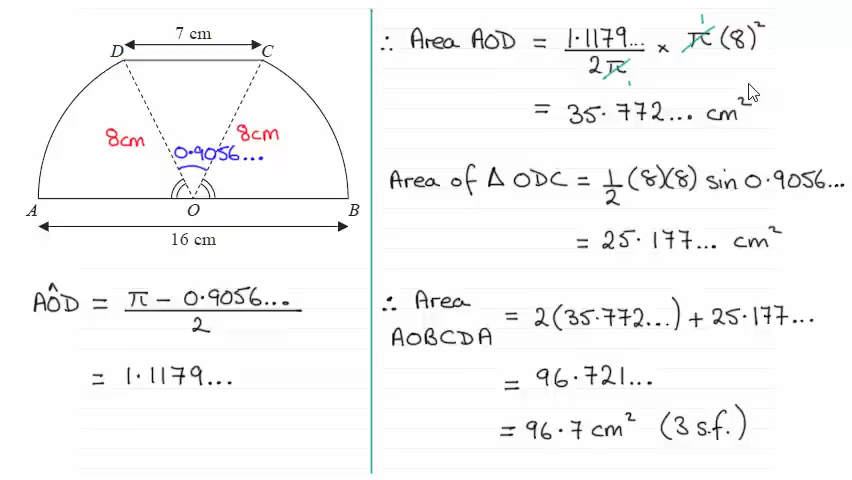 7 cm
D C
8cm 8cm
0.9056...
A O B
16 cm
AÔD = π − 0.9056... / 2
= 1.1179...
∴ Area AOD = 1.1179... / 2π × π (8)²
1
1
= 35.772... cm²
Area of Δ ODC = 1/2 (8)(8) sin 0.9056...
= 25.177... cm²
∴ Area AOBCDA = 2(35.772...) + 25.177...
= 96.721...
= 96.7 cm² (3 s.f.)